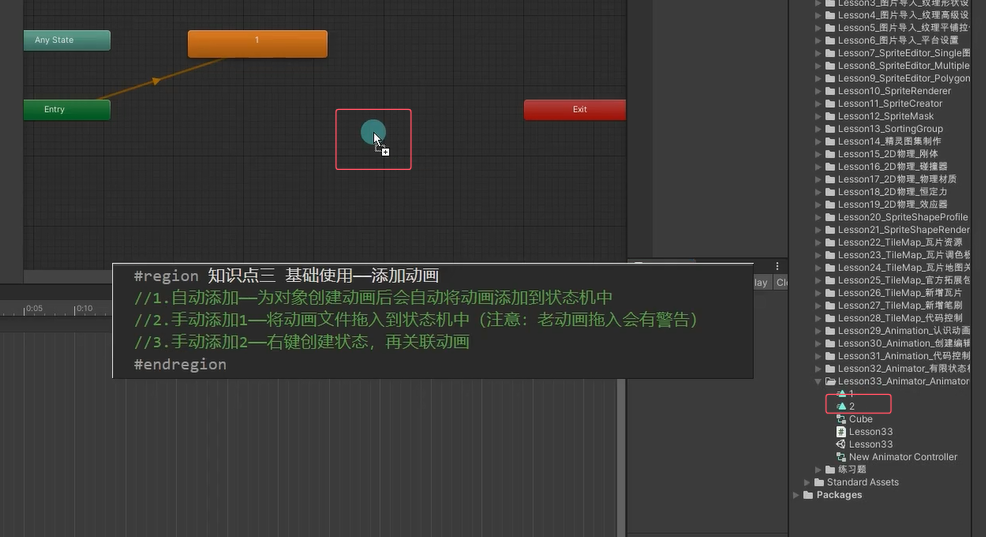 Any State
1
Entry
Exit
0:05
0:10
#region 知识点三 基础使用——添加动画
//1.自动添加——为对象创建动画后会自动将动画添加到状态机中
//2.手动添加1——将动画文件拖入到状态机中（注意：老动画拖入会有警告）
//3.手动添加2——右键创建状态，再关联动画
#endregion
Lesson3_图片导入_纹理形状设
Lesson4_图片导入_纹理高级设
Lesson5_图片导入_纹理平铺拉
Lesson6_图片导入_平台设置
Lesson7_SpriteEditor_Single图
Lesson8_SpriteEditor_Multiple
Lesson9_SpriteEditor_Polygon
Lesson10_SpriteRenderer
Lesson11_SpriteCreator
Lesson12_SpriteMask
Lesson13_SortingGroup
Lesson14_精灵图集制作
Lesson15_2D物理_刚体
Lesson16_2D物理_碰撞器
Lesson17_2D物理_物理材质
Lesson18_2D物理_恒定力
Lesson19_2D物理_效应器
Lesson20_SpriteShapeProfile
Lesson21_SpriteShapeRender
Lesson22_TileMap_瓦片资源
Lesson23_TileMap_瓦片调色板
Lesson24_TileMap_瓦片地图关
Lesson25_TileMap_官方拓展包
Lesson26_TileMap_新增瓦片
Lesson27_TileMap_新增笔刷
Lesson28_TileMap_代码控制
Lesson29_Animation_认识动画
Lesson30_Animation_创建编辑
Lesson31_Animation_代码控制
Lesson32_Animator_有限状态机
Lesson33_Animator_Animator
1
2
Cube
Lesson33
Lesson33
New Animator Controller
练习题
Standard Assets
Packages